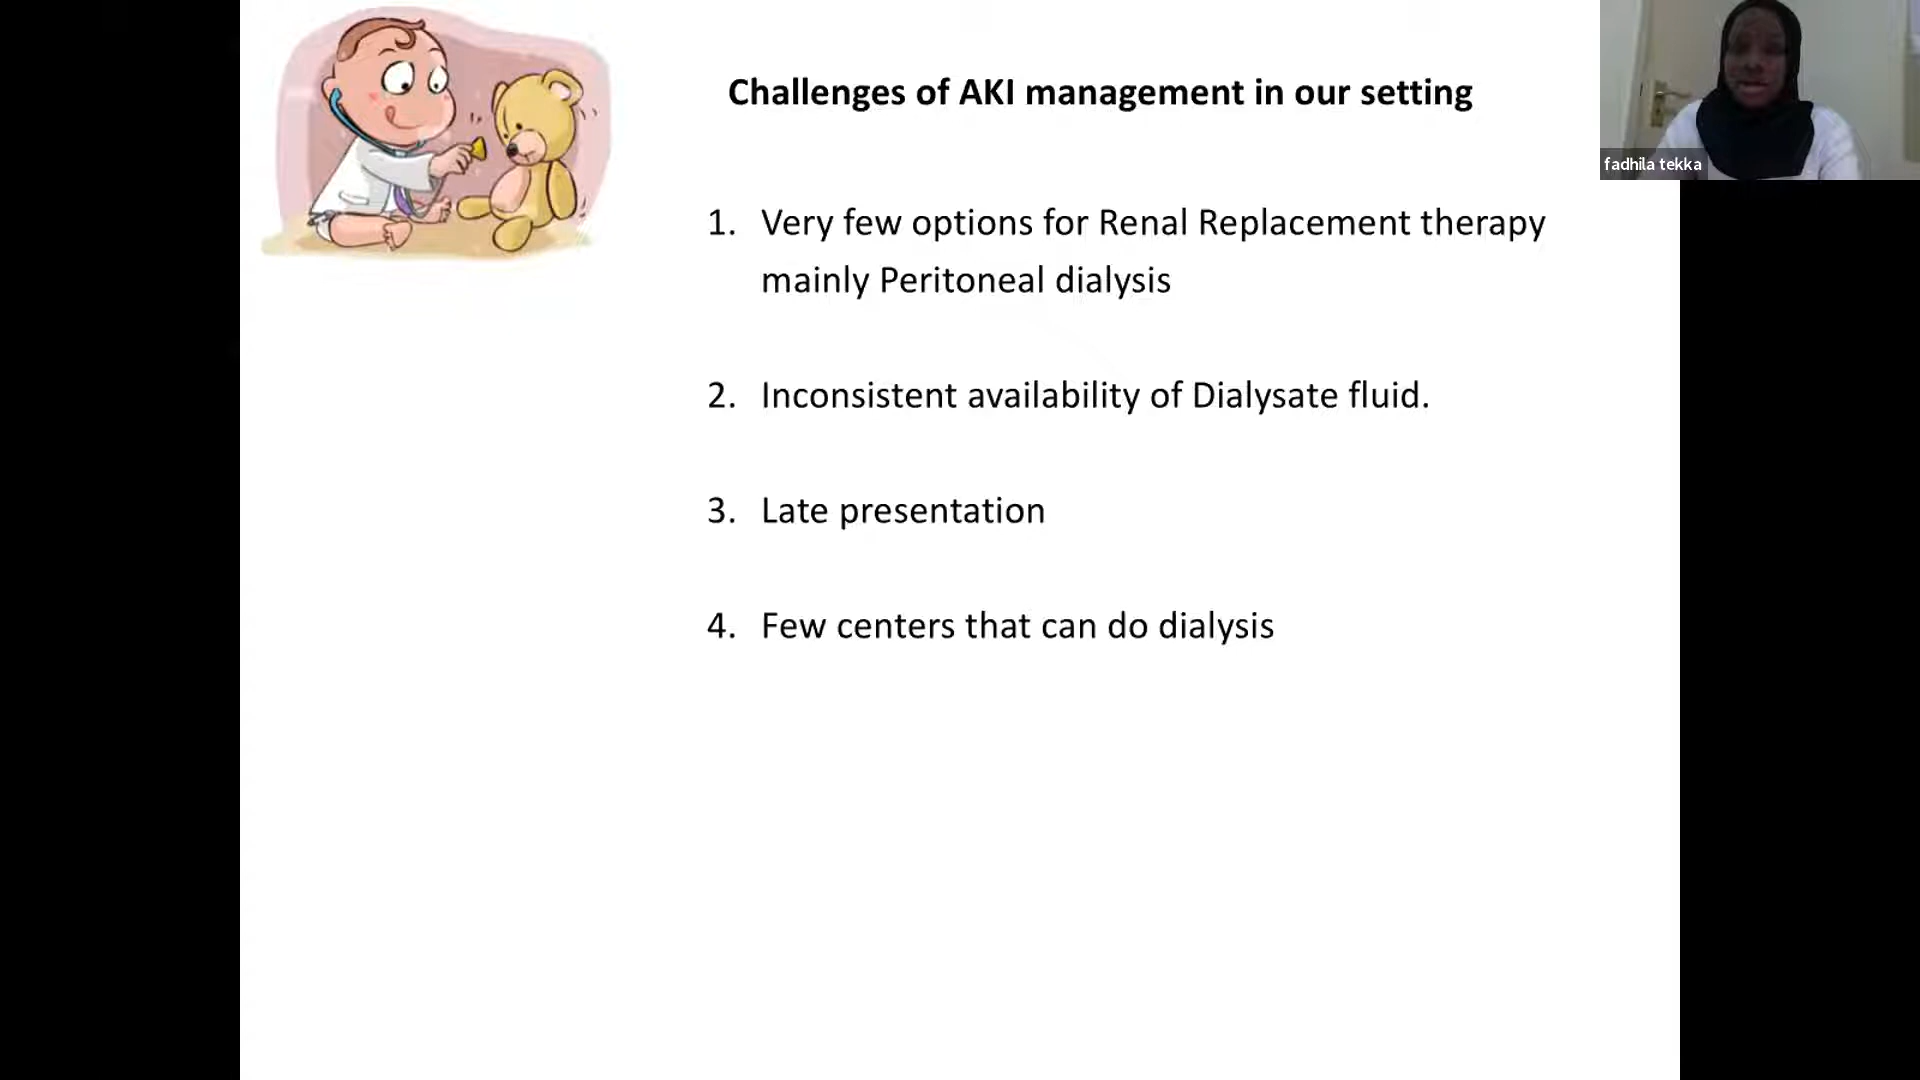 Challenges of AKI management in our setting
fadhila tekka
1. Very few options for Renal Replacement therapy
mainly Peritoneal dialysis
2. Inconsistent availability of Dialysate fluid.
3. Late presentation
4. Few centers that can do dialysis